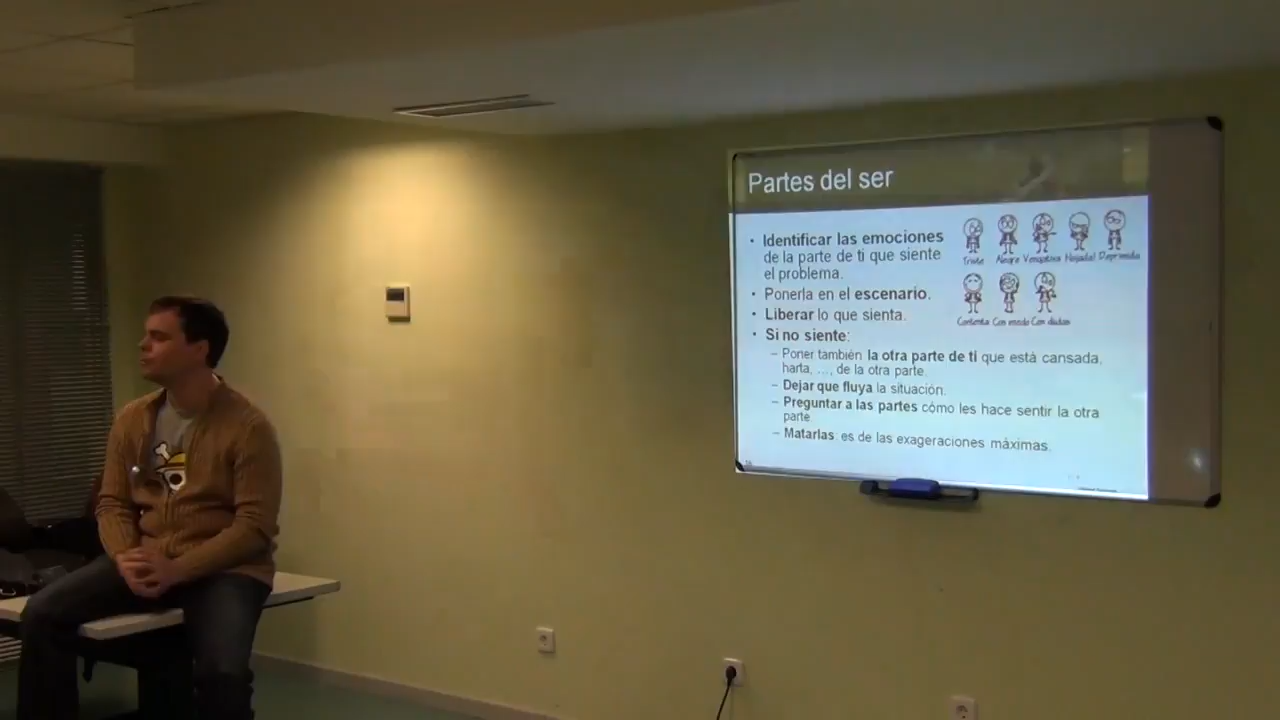 Partes del ser
• Identificar las emociones
de la parte de ti que siente
el problema.
• Ponerla en el escenario.
• Liberar lo que sienta.
• Si no siente:
– Poner también la otra parte de ti que está cansada,
harta, ..., de la otra parte.
– Dejar que fluya la situación.
– Preguntar a las partes cómo les hace sentir la otra
parte
– Matarlas: es de las exageraciones máximas.
Triste Alegre Vengativa Deprimida
Contenta Con miedo Con dudas